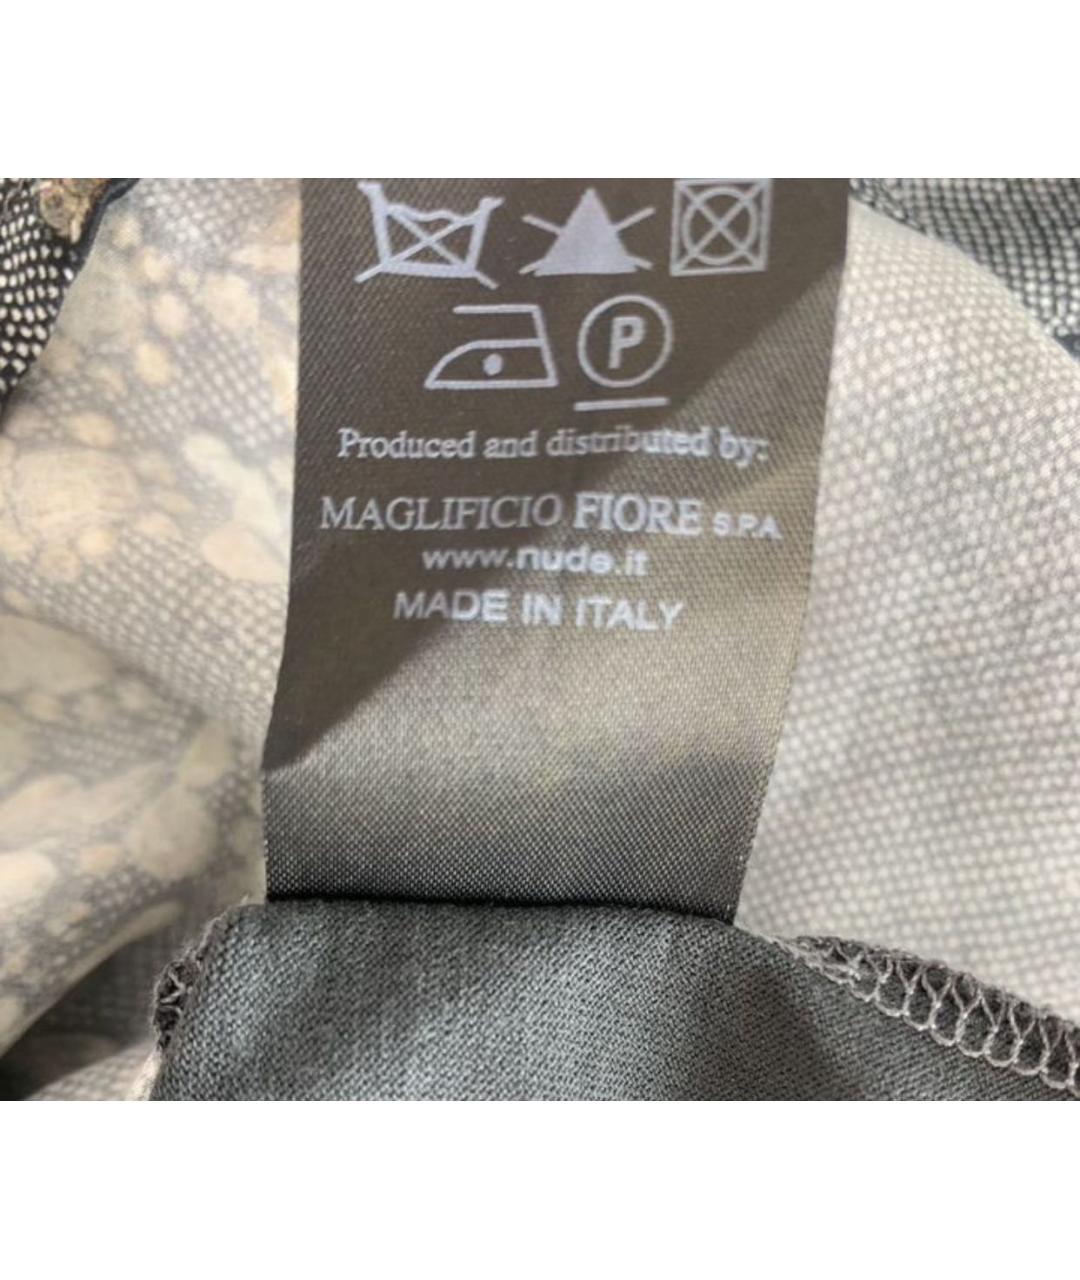 P
Produced and distributed by:
MAGLIFICIO FIORE S.P.A
www.nude.it
MADE IN ITALY